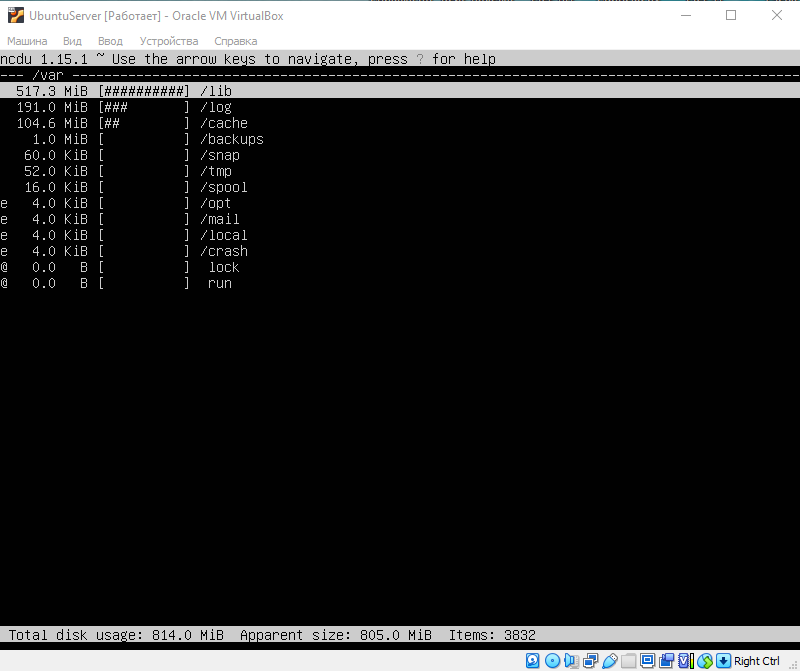 UbuntuServer [Работает] - Oracle VM VirtualBox
Машина Вид Ввод Устройства Справка
ncdu 1.15.1 ~ Use the arrow keys to navigate, press ? for help
--- /var ----------------------------------------------------------------------------
  517.3 MiB [##########] /lib
  191.0 MiB [###       ] /log
  104.6 MiB [##        ] /cache
    1.0 MiB [          ] /backups
   60.0 KiB [          ] /snap
   52.0 KiB [          ] /tmp
   16.0 KiB [          ] /spool
e   4.0 KiB [          ] /opt
e   4.0 KiB [          ] /mail
e   4.0 KiB [          ] /local
e   4.0 KiB [          ] /crash
@   0.0   B [          ]  lock
@   0.0   B [          ]  run
Total disk usage: 814.0 MiB  Apparent size: 805.0 MiB  Items: 3832
Right Ctrl